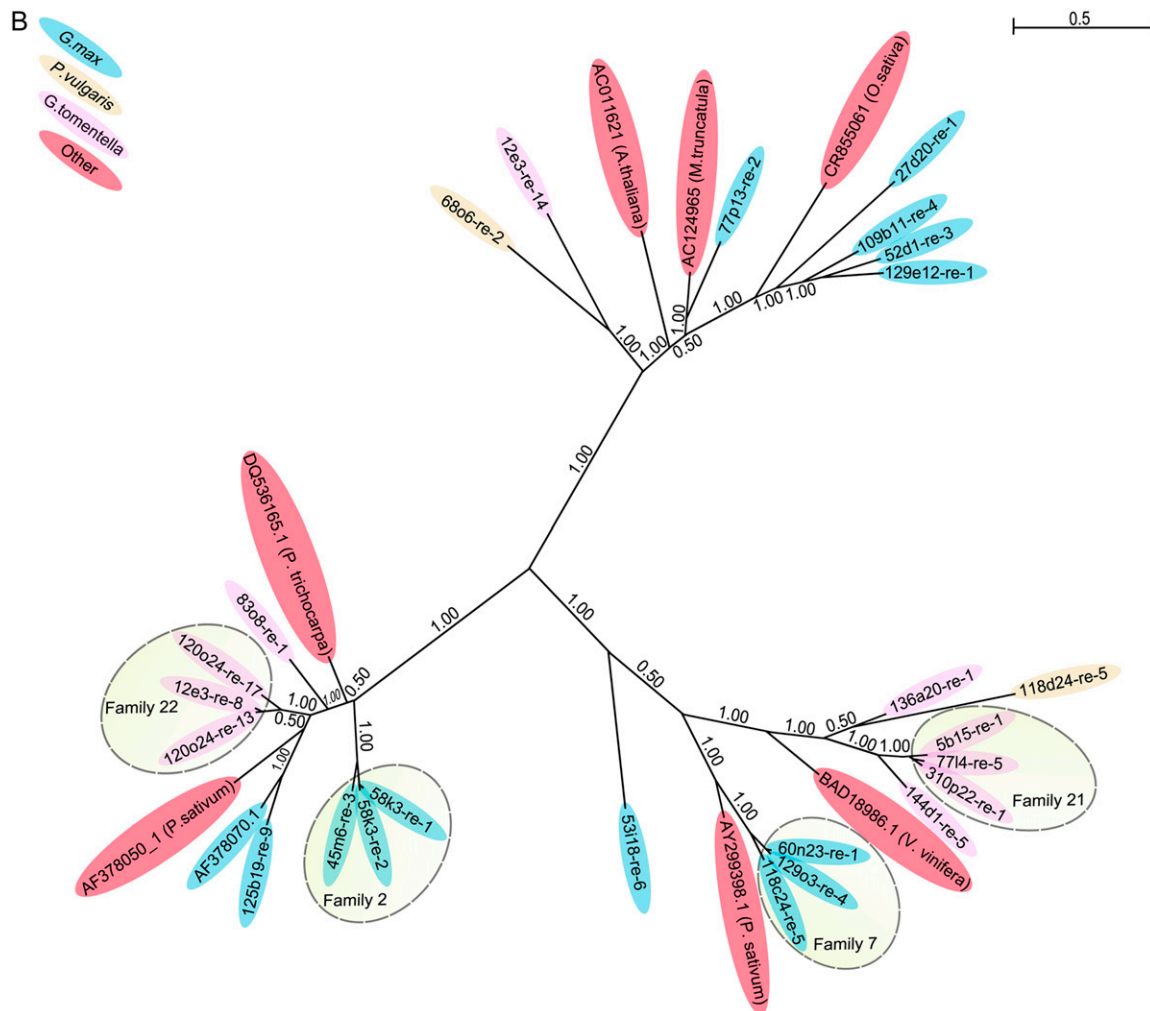 B
G.max
P.vulgaris
G.tomentella
Other
0.5
68o6-re-2
12e3-re-14
AC011621 (A.thaliana)
AC124965 (M.truncatula)
77p13-re-2
CR855061 (O.sativa)
27d20-re-1
109b11-re-4
52d1-re-3
129e12-re-1
1.00
1.00
1.00
0.50
1.00
1.00
1.00
1.00
DQ536165.1 (P. trichocarpa)
83o8-re-1
120o24-re-17
12e3-re-8
120o24-re-13
Family 22
1.00
0.50
1.00
0.50
1.00
1.00
1.00
AF378050_1 (P.sativum)
AF378070.1
125b19-re-9
45m6-re-3
58k3-re-2
58k3-re-1
Family 2
1.00
0.50
53l18-re-6
1.00
1.00
0.50
1.00
1.00
1.00
1.00
136a20-re-1
118d24-re-5
5b15-re-1
77l4-re-5
310p22-re-1
Family 21
144d1-re-5
BAD18986.1 (V. vinifera)
AY299398.1 (P. sativum)
60n23-re-1
129o3-re-4
118c24-re-5
Family 7